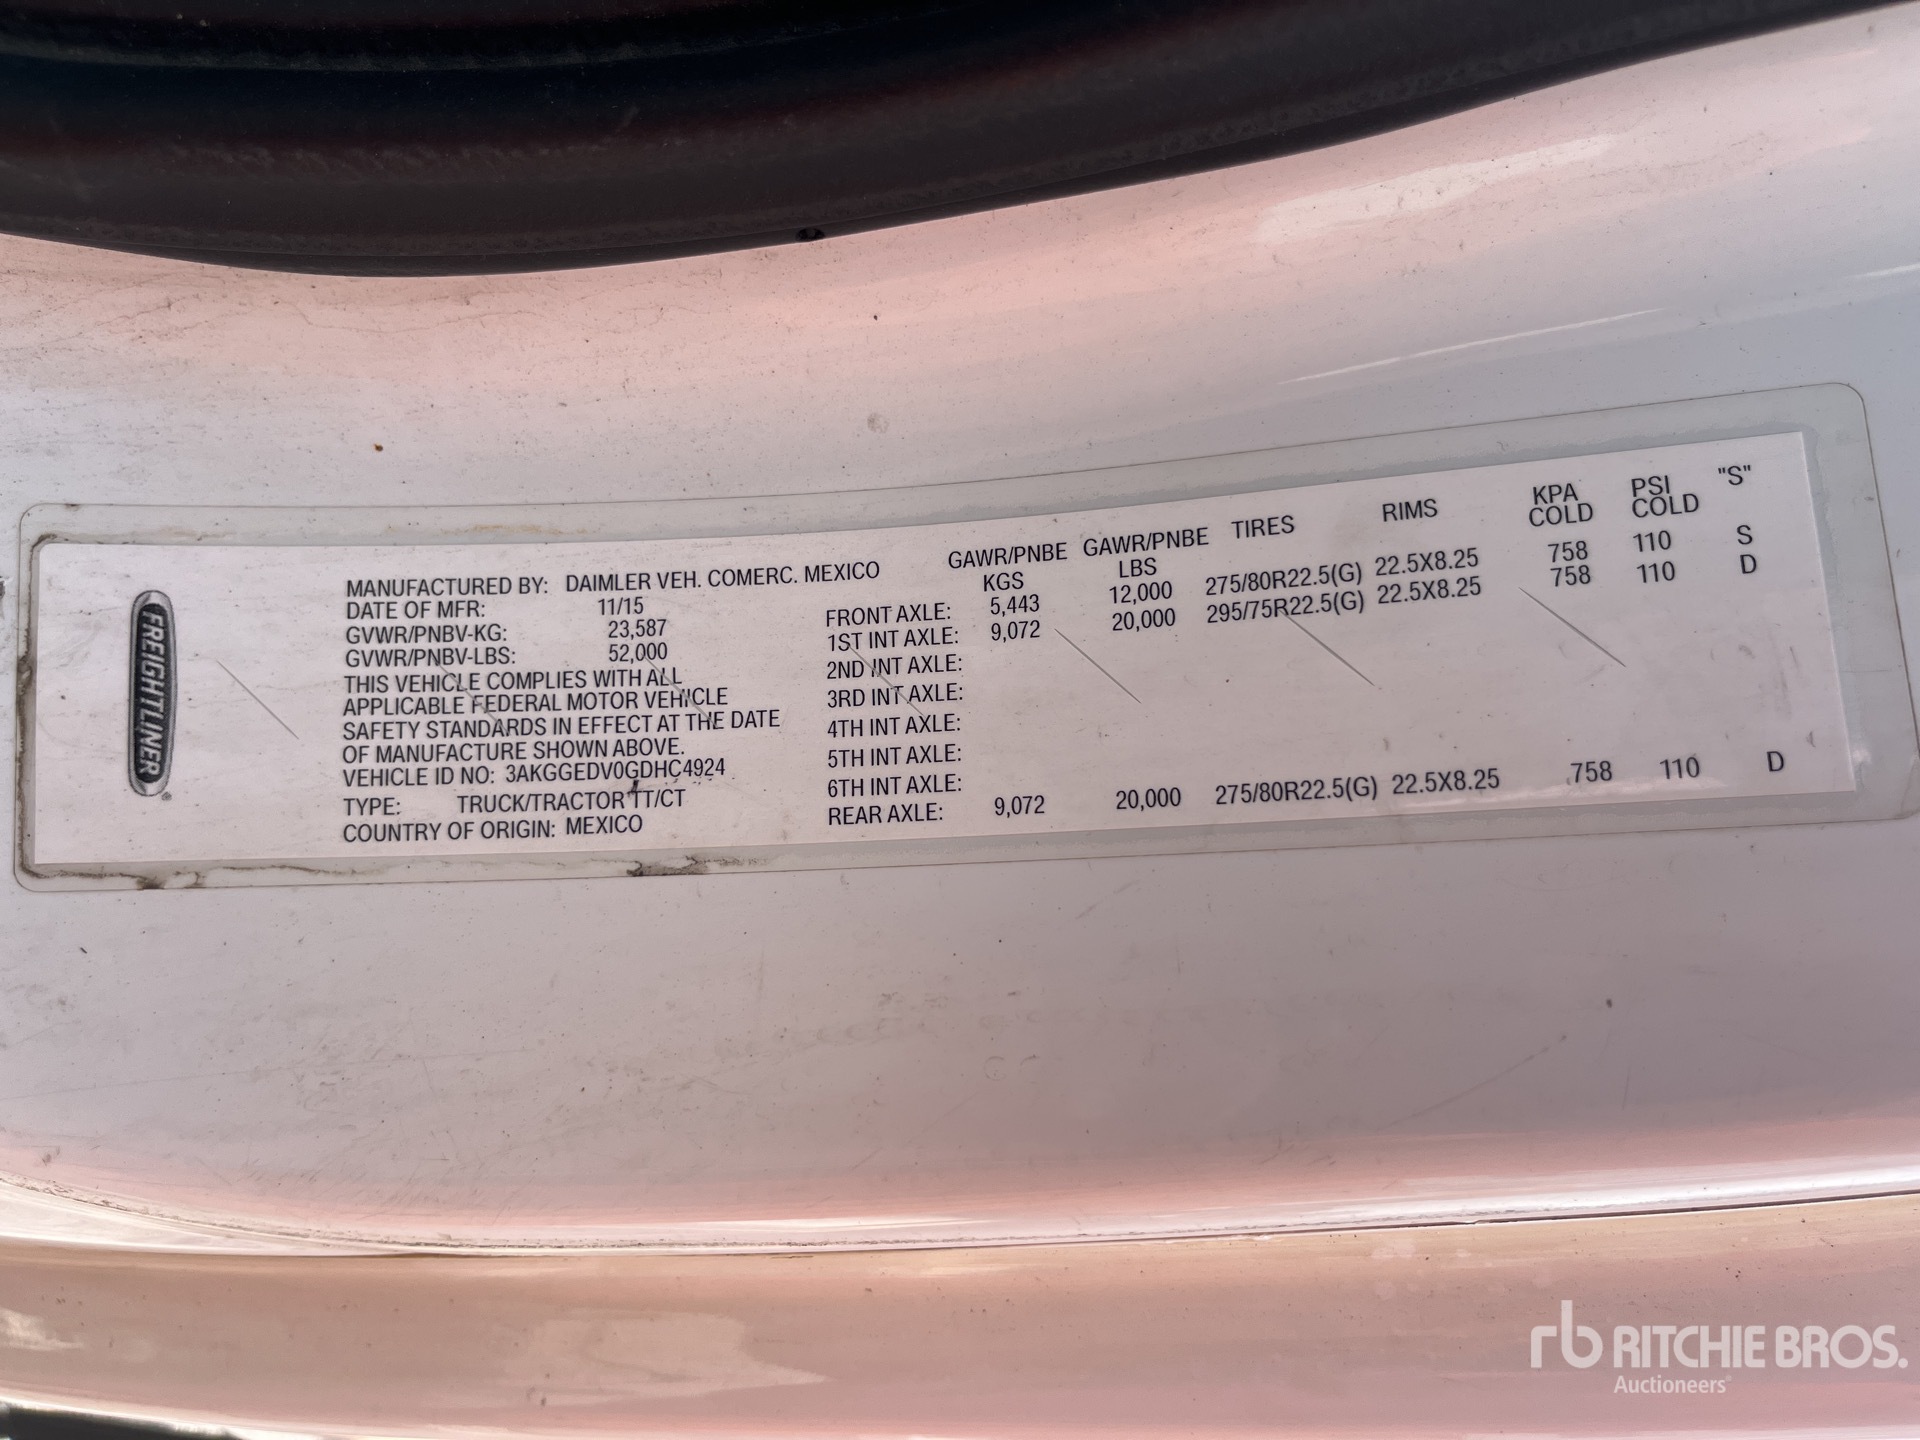 FREIGHTLINER®
MANUFACTURED BY: DAIMLER VEH. COMERC. MEXICO
DATE OF MFR: 11/15
GVWR/PNBV-KG: 23,587
GVWR/PNBV-LBS: 52,000
THIS VEHICLE COMPLIES WITH ALL
APPLICABLE FEDERAL MOTOR VEHICLE
SAFETY STANDARDS IN EFFECT AT THE DATE
OF MANUFACTURE SHOWN ABOVE.
VEHICLE ID NO: 3AKGGEDV0GDHC4924
TYPE: TRUCK/TRACTOR TT/CT
COUNTRY OF ORIGIN: MEXICO
GAWR/PNBE KGS GAWR/PNBE LBS TIRES RIMS KPA COLD PSI COLD "S"
FRONT AXLE: 5,443 12,000 275/80R22.5(G) 22.5X8.25 758 110 S
1ST INT AXLE: 9,072 20,000 295/75R22.5(G) 22.5X8.25 758 110 D
2ND INT AXLE:
3RD INT AXLE:
4TH INT AXLE:
5TH INT AXLE:
6TH INT AXLE:
REAR AXLE: 9,072 20,000 275/80R22.5(G) 22.5X8.25 758 110 D
rb RITCHIE BROS.
Auctioneers